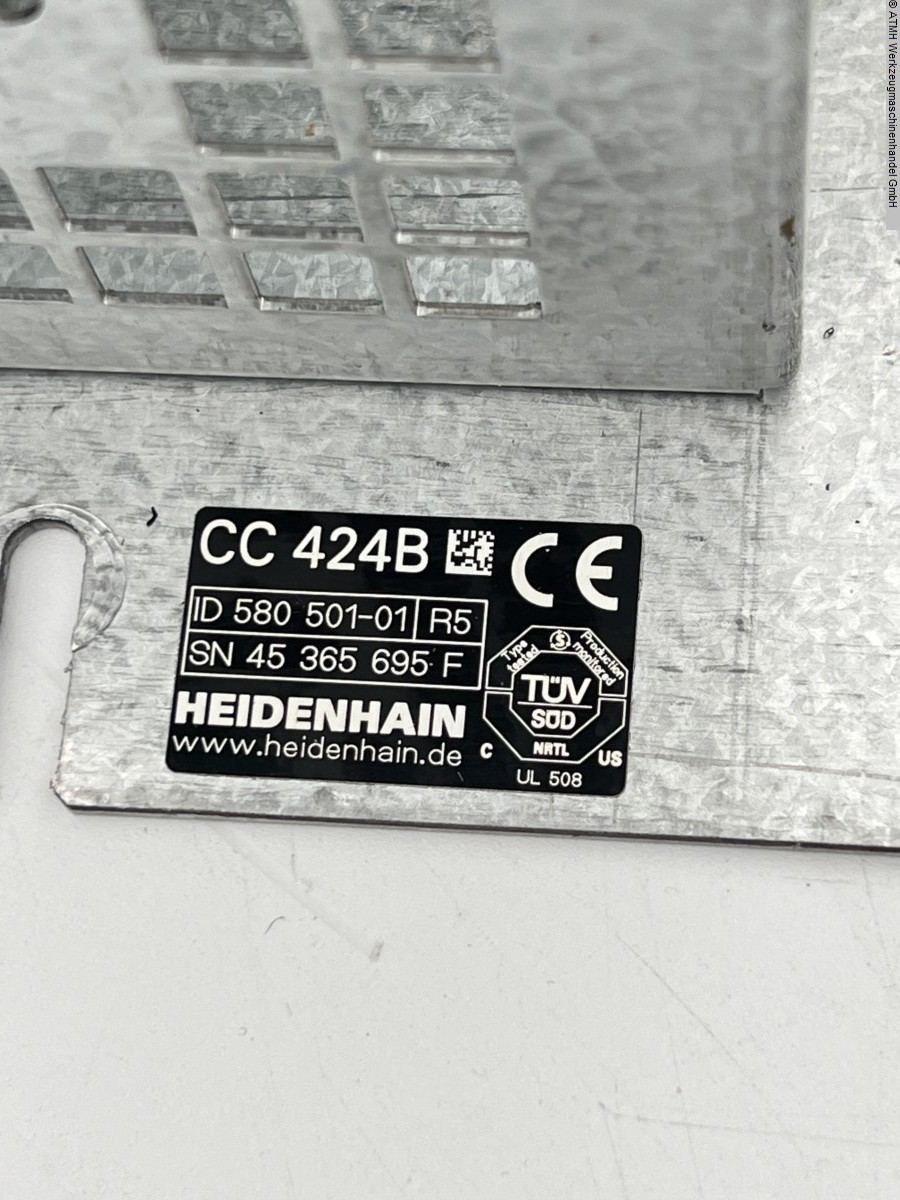 © ATMH Werkzeugmaschinenhandel GmbH
CC 424B CE
ID 580 501-01 R5
SN 45 365 695 F
HEIDENHAIN
www.heidenhain.de
Type tested
S
Production monitored
TÜV
SÜD
C NRTL US
UL 508